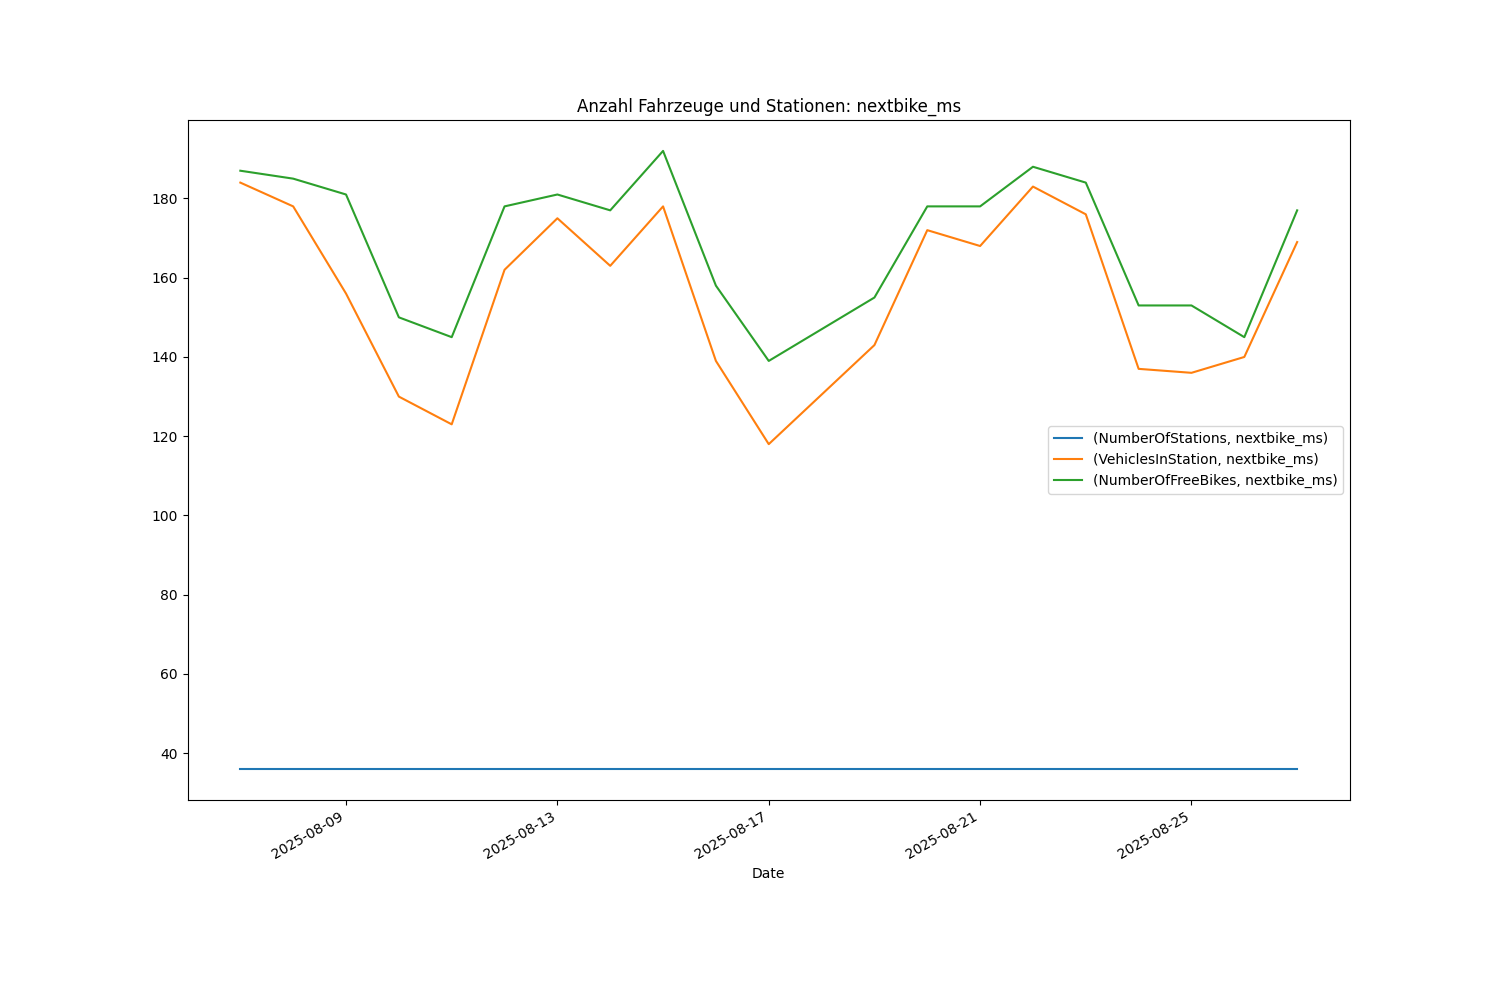 Anzahl Fahrzeuge und Stationen: nextbike_ms
180
160
140
120
100
80
60
40
(NumberOfStations, nextbike_ms)
(VehiclesInStation, nextbike_ms)
(NumberOfFreeBikes, nextbike_ms)
2025-08-09
2025-08-13
2025-08-17
2025-08-21
2025-08-25
Date